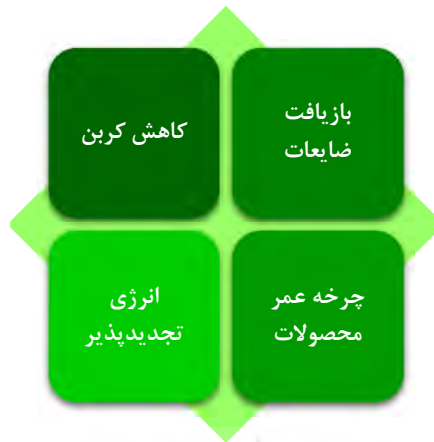 بازیافت
ضایعات
کاهش کربن
چرخه عمر
محصولات
انرژی
تجدیدپذیر